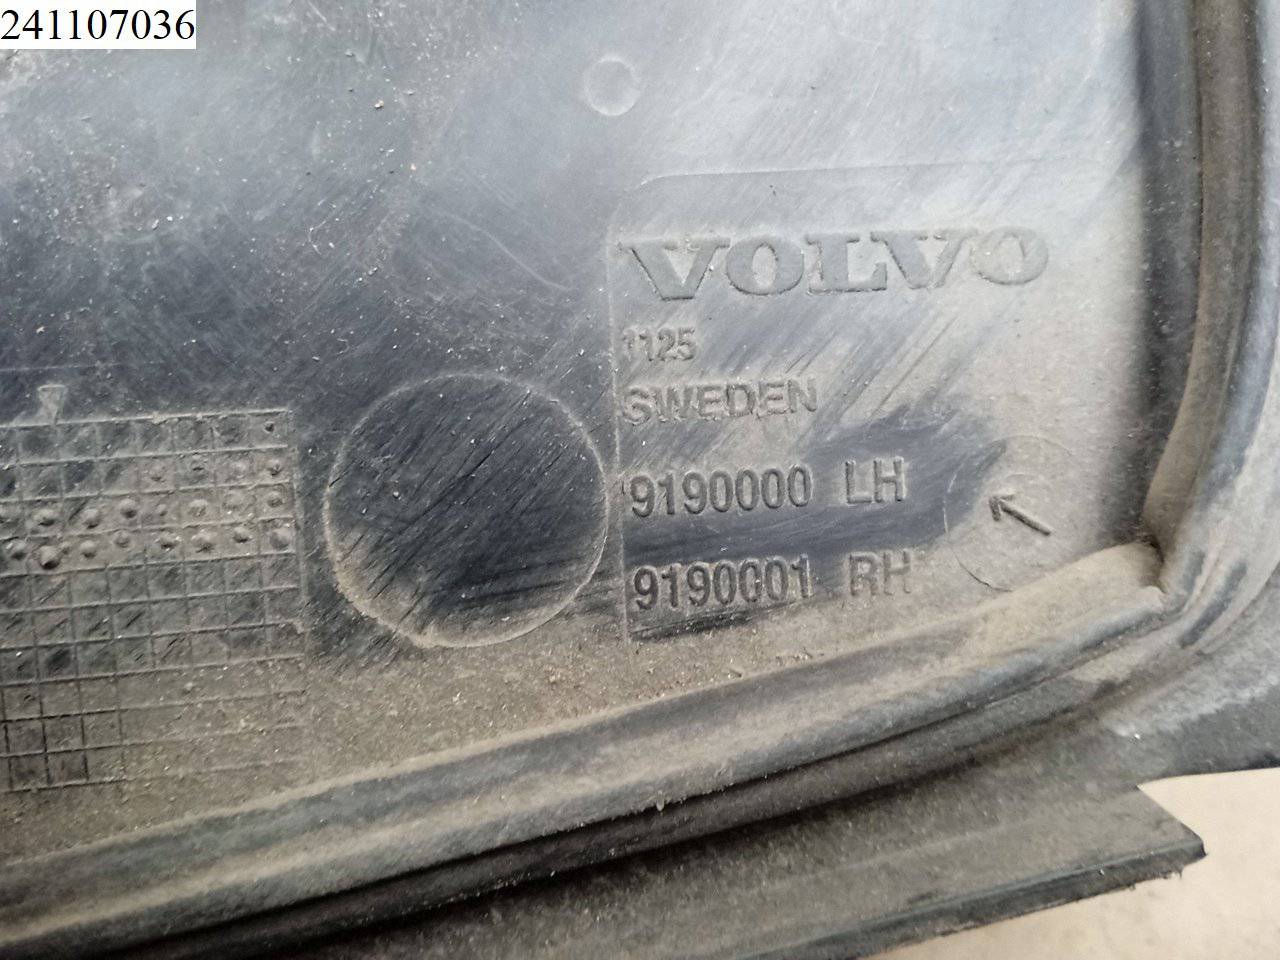 241107036
VOLVO
1125
SWEDEN
9190000 LH
9190001 RH